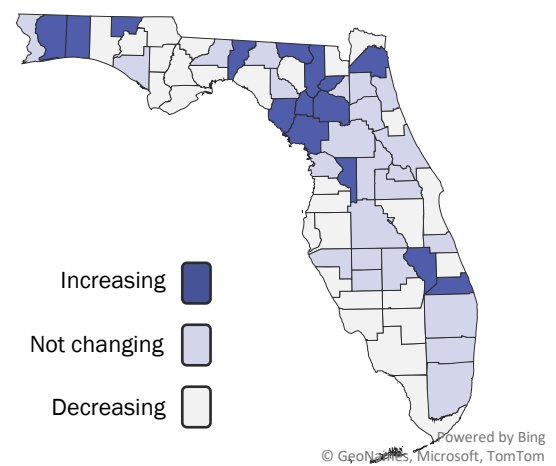 Increasing
Not changing
Decreasing
Powered by Bing
© GeoNames, Microsoft, TomTom